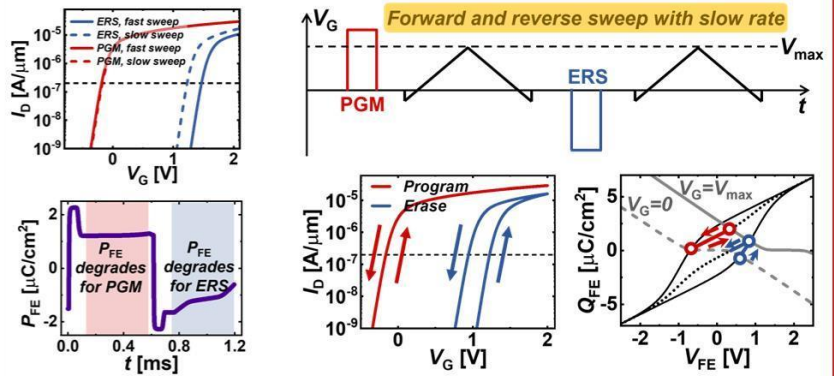 10⁻⁵
10⁻⁶
10⁻⁷
10⁻⁸
10⁻⁹
I_D [A/μm]
ERS, fast sweep
ERS, slow sweep
PGM, fast sweep
PGM, slow sweep
0 1 2
V_G [V]
V_G
Forward and reverse sweep with slow rate
V_max
ERS
PGM
t
P_FE [μC/cm²]
2
0
-2
P_FE
degrades
for PGM
P_FE
degrades
for ERS
0.0 0.4 0.8 1.2
t [ms]
I_D [A/μm]
10⁻⁵
10⁻⁶
10⁻⁷
10⁻⁸
10⁻⁹
Program
Erase
0 1 2
V_G [V]
Q_FE [μC/cm²]
5
0
-5
V_G=0
V_G=V_max
-2 -1 0 1 2
V_FE [V]